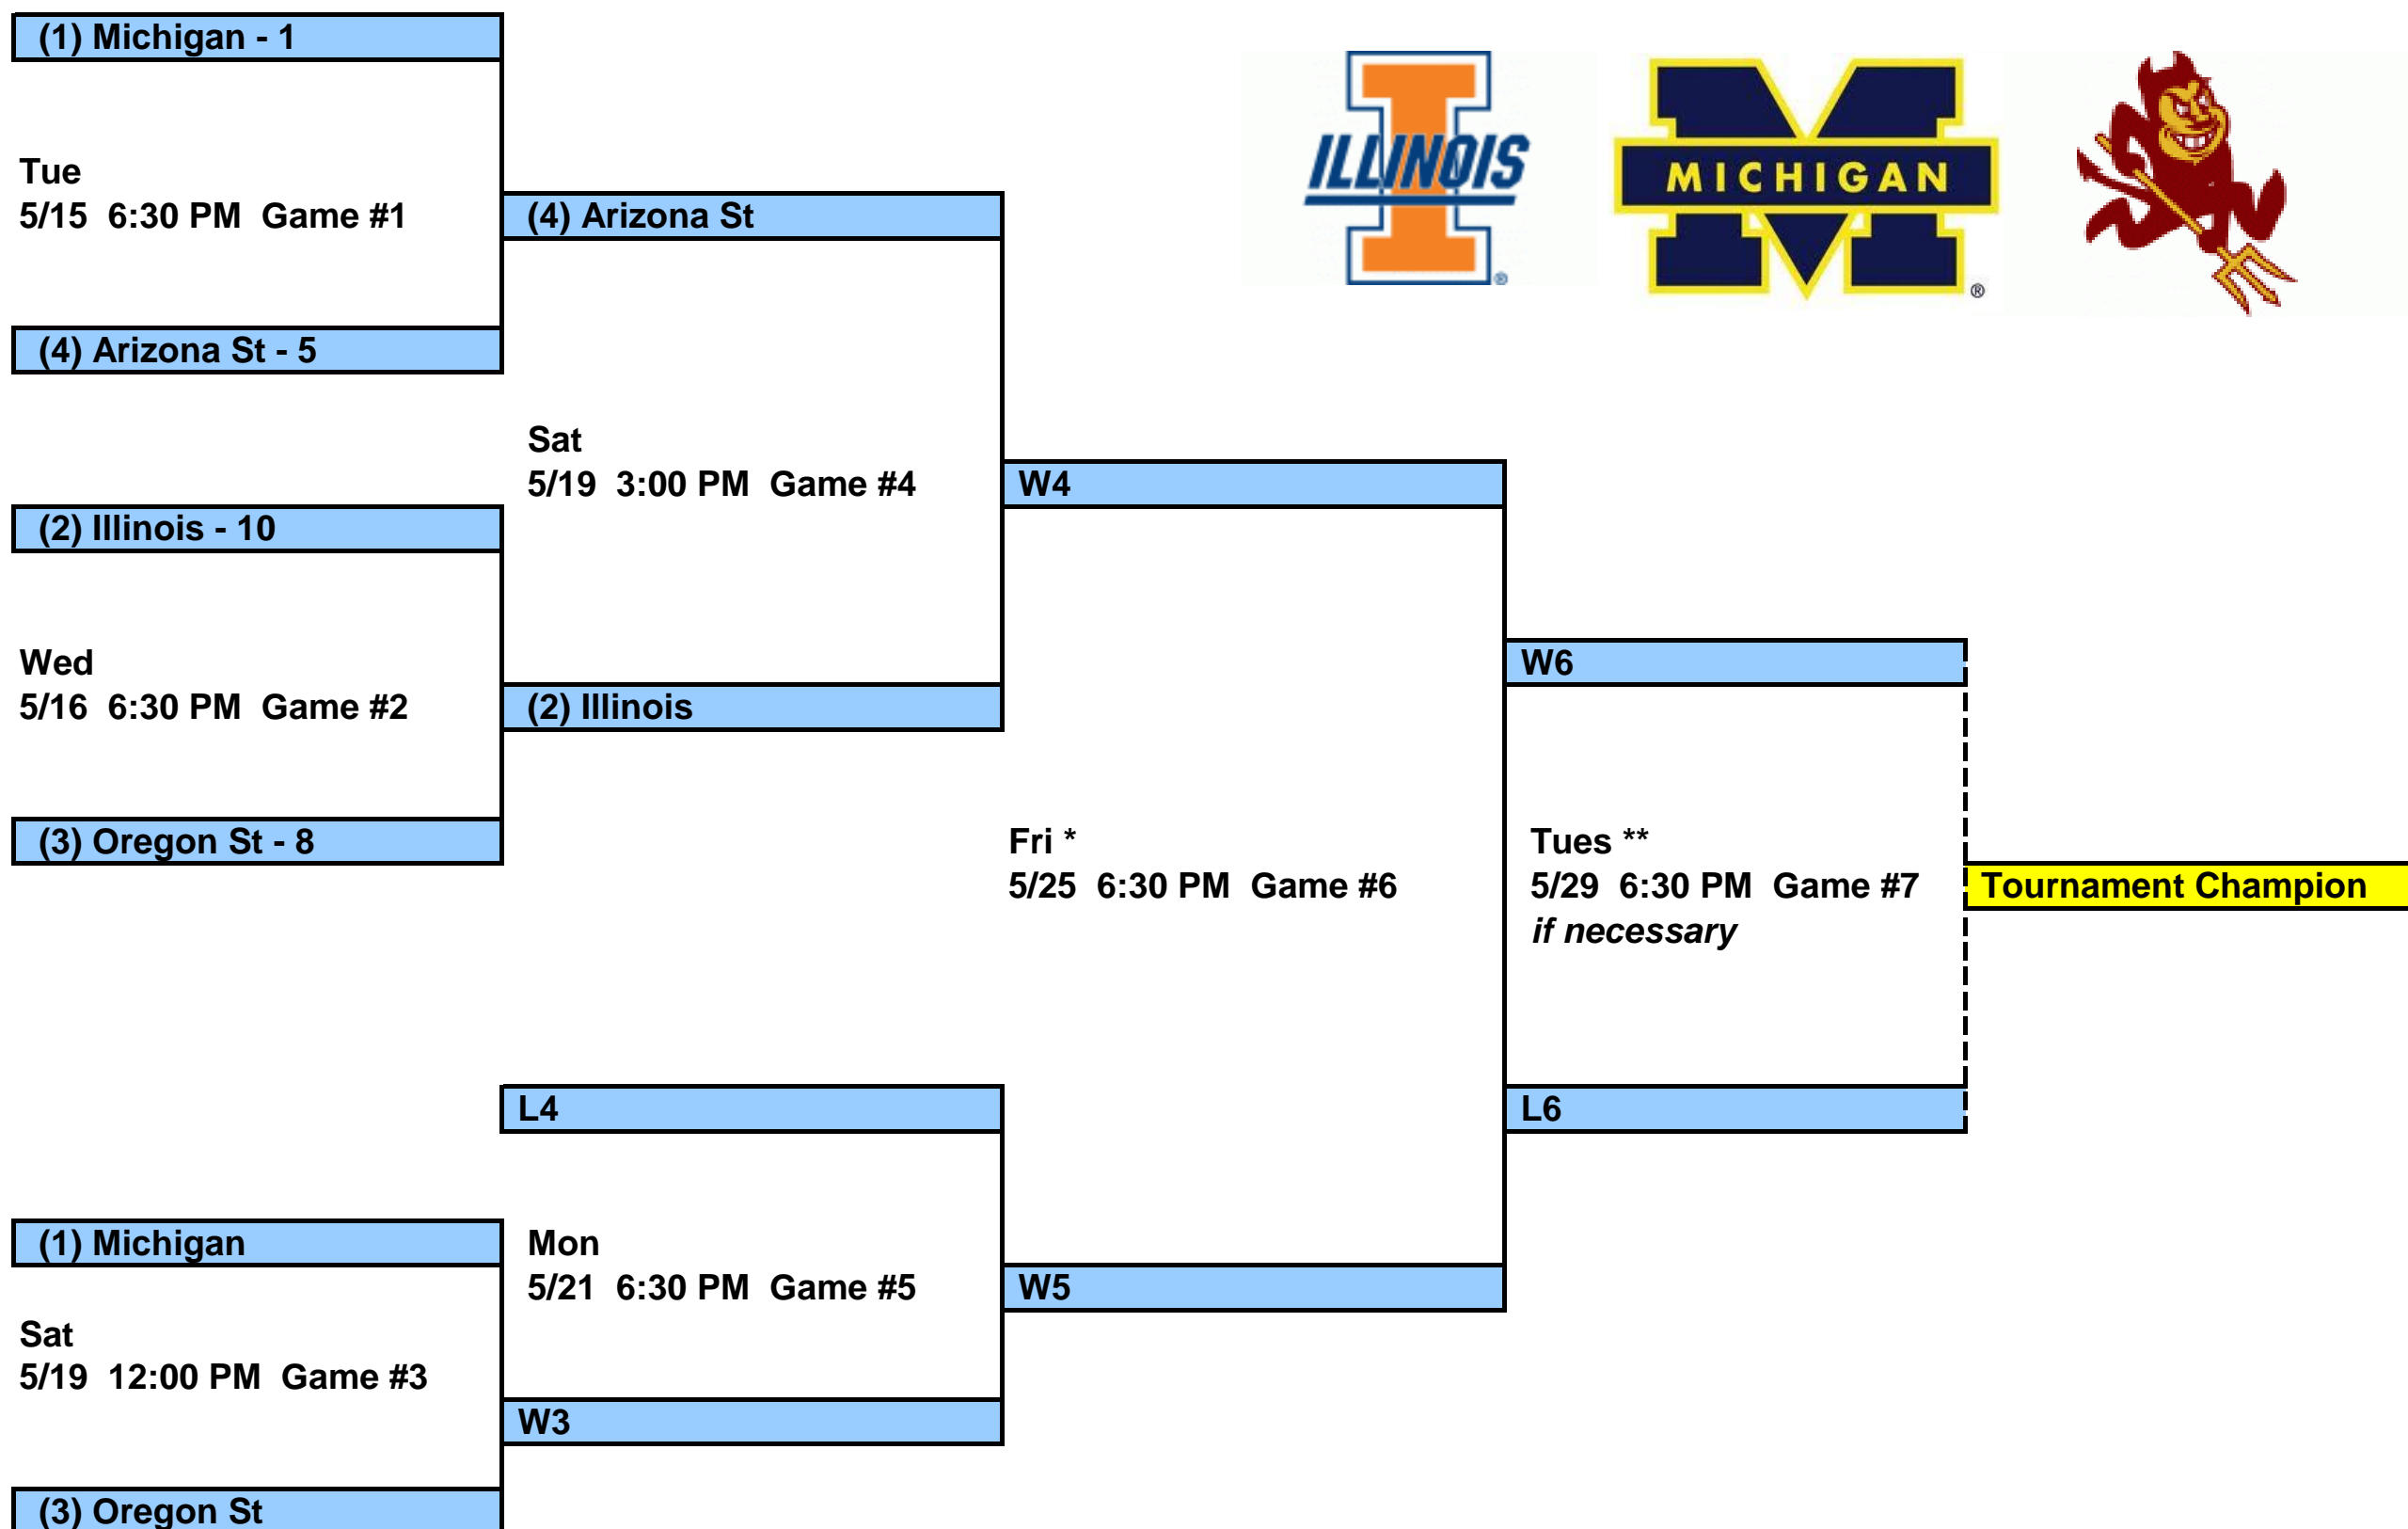 (1) Michigan - 1
ILLINOIS
®
MICHIGAN
®
Tue
5/15 6:30 PM Game #1
(4) Arizona St
(4) Arizona St - 5
Sat
5/19 3:00 PM Game #4
W4
(2) Illinois - 10
Wed
5/16 6:30 PM Game #2
(2) Illinois
W6
(3) Oregon St - 8
Fri *
5/25 6:30 PM Game #6
Tues **
5/29 6:30 PM Game #7
if necessary
Tournament Champion
L4
L6
(1) Michigan
Mon
5/21 6:30 PM Game #5
W5
Sat
5/19 12:00 PM Game #3
W3
(3) Oregon St